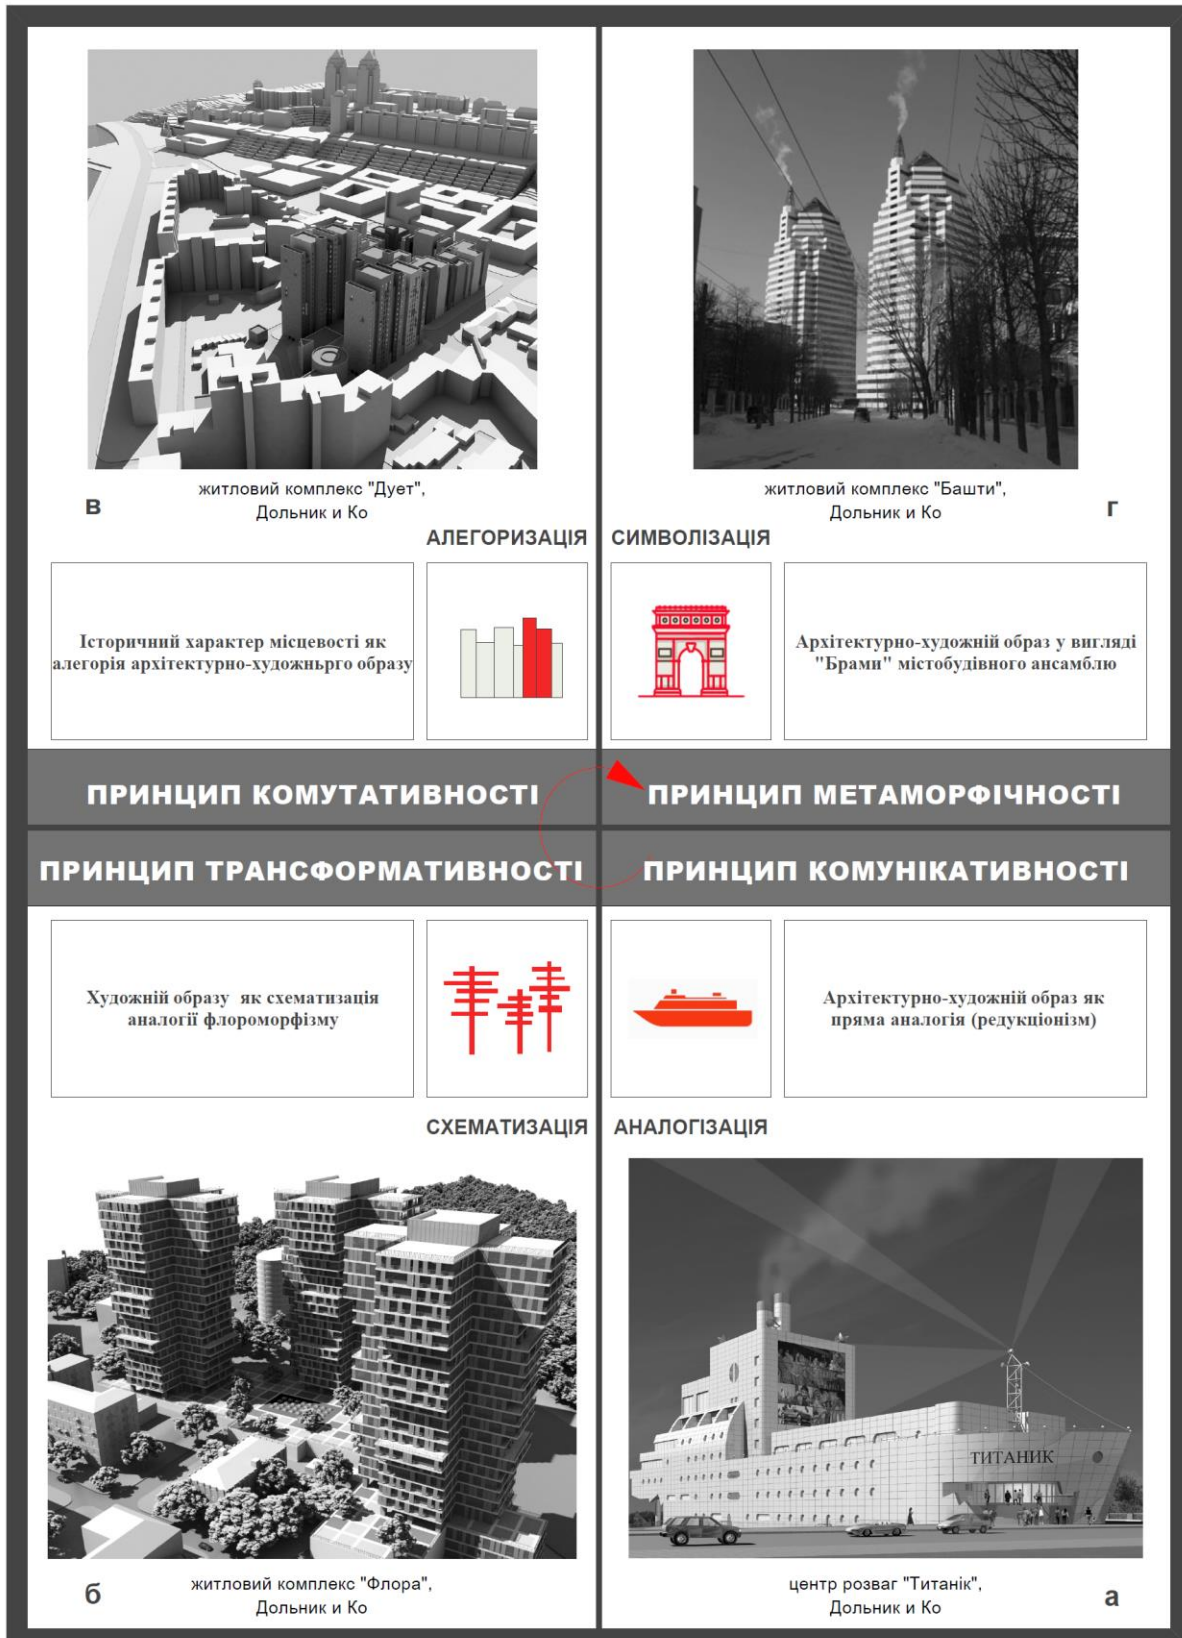 житловий комплекс "Дует",
Дольник и Ко
в
житловий комплекс "Башти",
Дольник и Ко
г
АЛЕГОРИЗАЦІЯ
СИМВОЛІЗАЦІЯ
Історичний характер місцевості як
алегорія архітектурно-художньрго образу
Архітектурно-художній образ у вигляді
"Брами" містобудівного ансамблю
ПРИНЦИП КОМУТАТИВНОСТІ
ПРИНЦИП МЕТАМОРФІЧНОСТІ
ПРИНЦИП ТРАНСФОРМАТИВНОСТІ
ПРИНЦИП КОМУНІКАТИВНОСТІ
Художній образу як схематизація
аналогії флороморфізму
Архітектурно-художній образ як
пряма аналогія (редукціонізм)
СХЕМАТИЗАЦІЯ
АНАЛОГІЗАЦІЯ
ТИТАНИК
б
житловий комплекс "Флора",
Дольник и Ко
центр розваг "Титанік",
Дольник и Ко
а